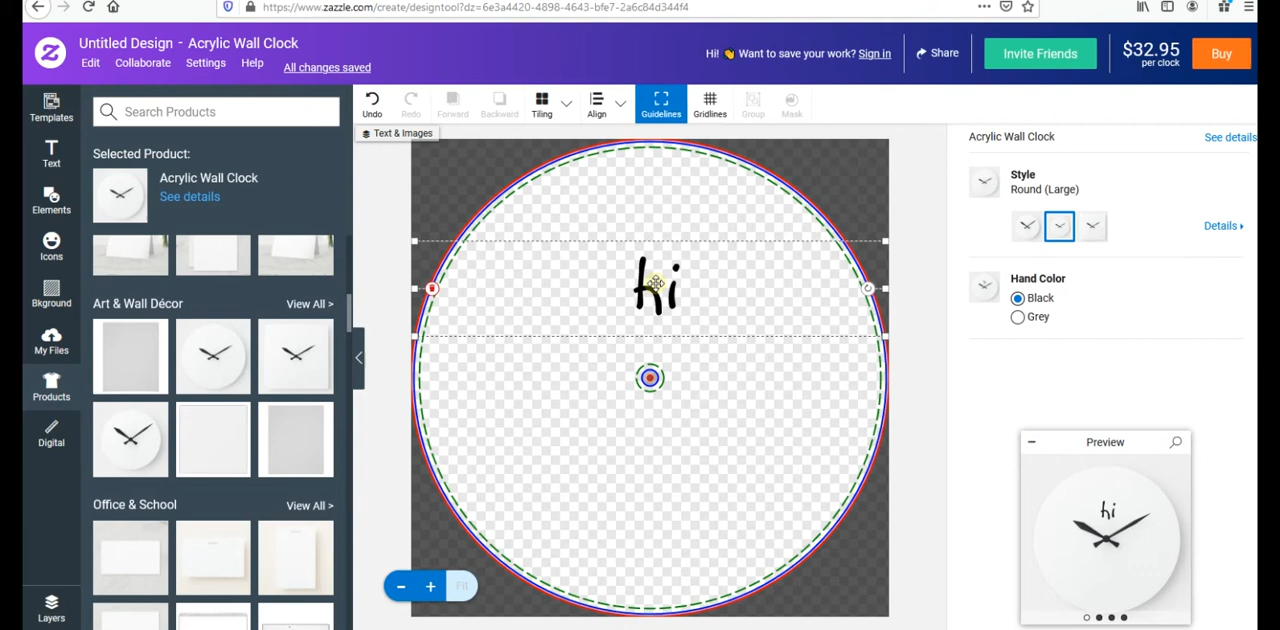 https://www.zazzle.com/create/designtool?dz=6e3a4420-4898-4643-bfe7-2a6c84d344f4
Untitled Design - Acrylic Wall Clock
Edit Collaborate Settings Help All changes saved
Hi! 👋 Want to save your work? Sign in
Share
Invite Friends
$32.95
per clock
Buy
Templates
Text
Elements
Icons
Bkground
My Files
Products
Digital
Layers
Search Products
Selected Product:
Acrylic Wall Clock
See details
Art & Wall Décor View All >
Office & School View All >
Undo Redo Forward Backward Tiling Align Guidelines Gridlines Group Mask
Text & Images
hi
Fit
Acrylic Wall Clock See details
Style
Round (Large)
Details
Hand Color
Black
Grey
Preview
hi